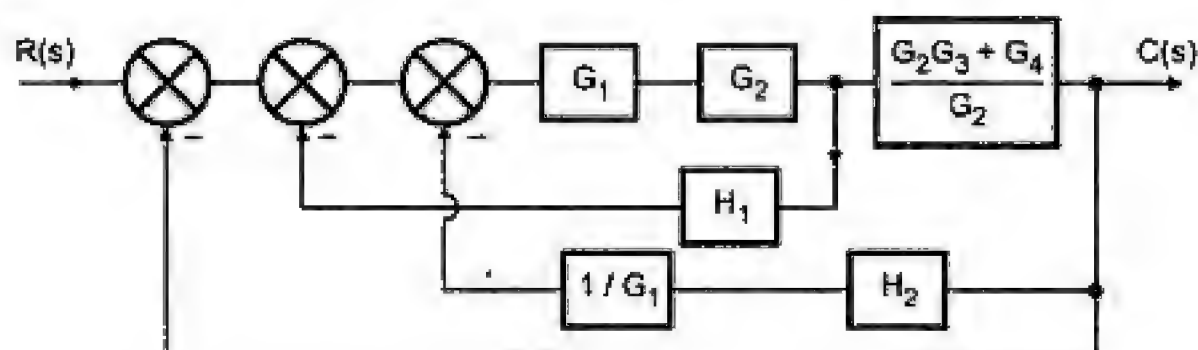 R(s)
G₁
G₂
G₂G₃ + G₄
G₂
C(s)
−
−
−
H₁
1 / G₁
H₂